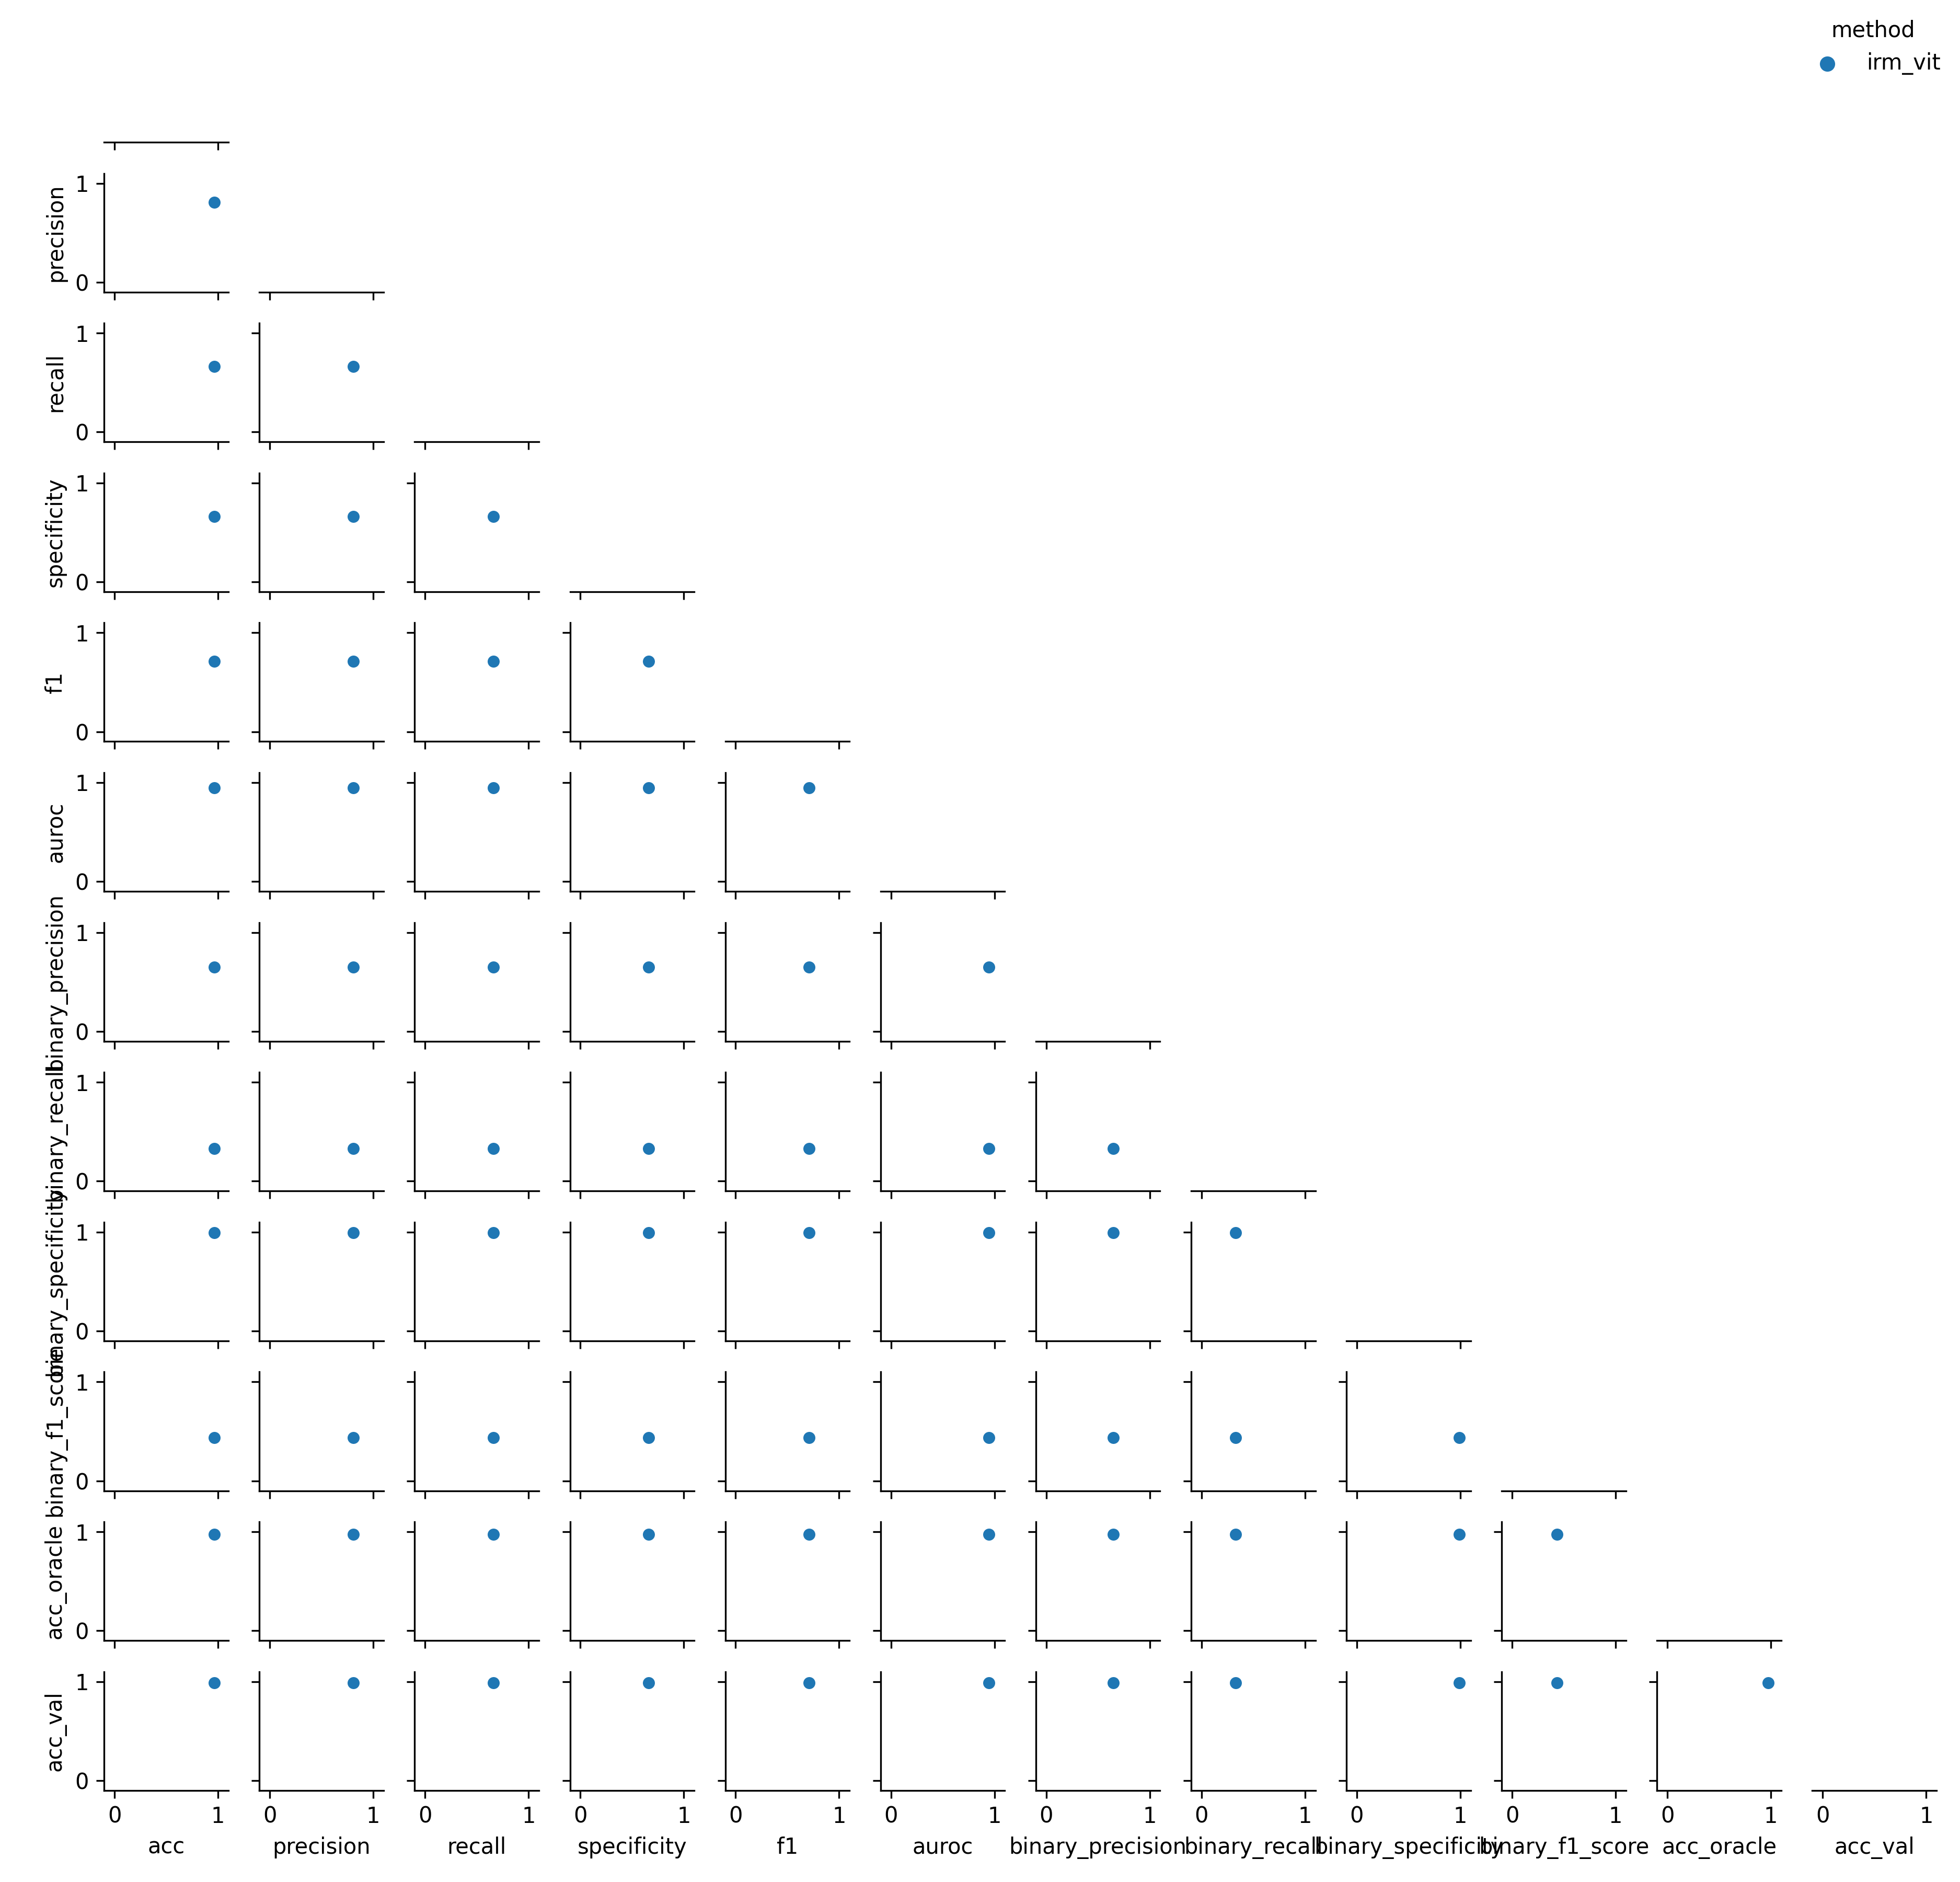 method
irm_vit
precision
1
0
recall
1
0
specificity
1
0
f1
1
0
auroc
1
0
binary_precision
1
0
binary_recall
1
0
binary_specificity
1
0
binary_f1_score
1
0
acc_oracle
1
0
acc_val
1
0
0 1 0 1 0 1 0 1 0 1 0 1 0 1 0 1 0 1 0 1 0 1 0 1
acc precision recall specificity f1 auroc binary_precision binary_recall binary_specificity binary_f1_score acc_oracle acc_val